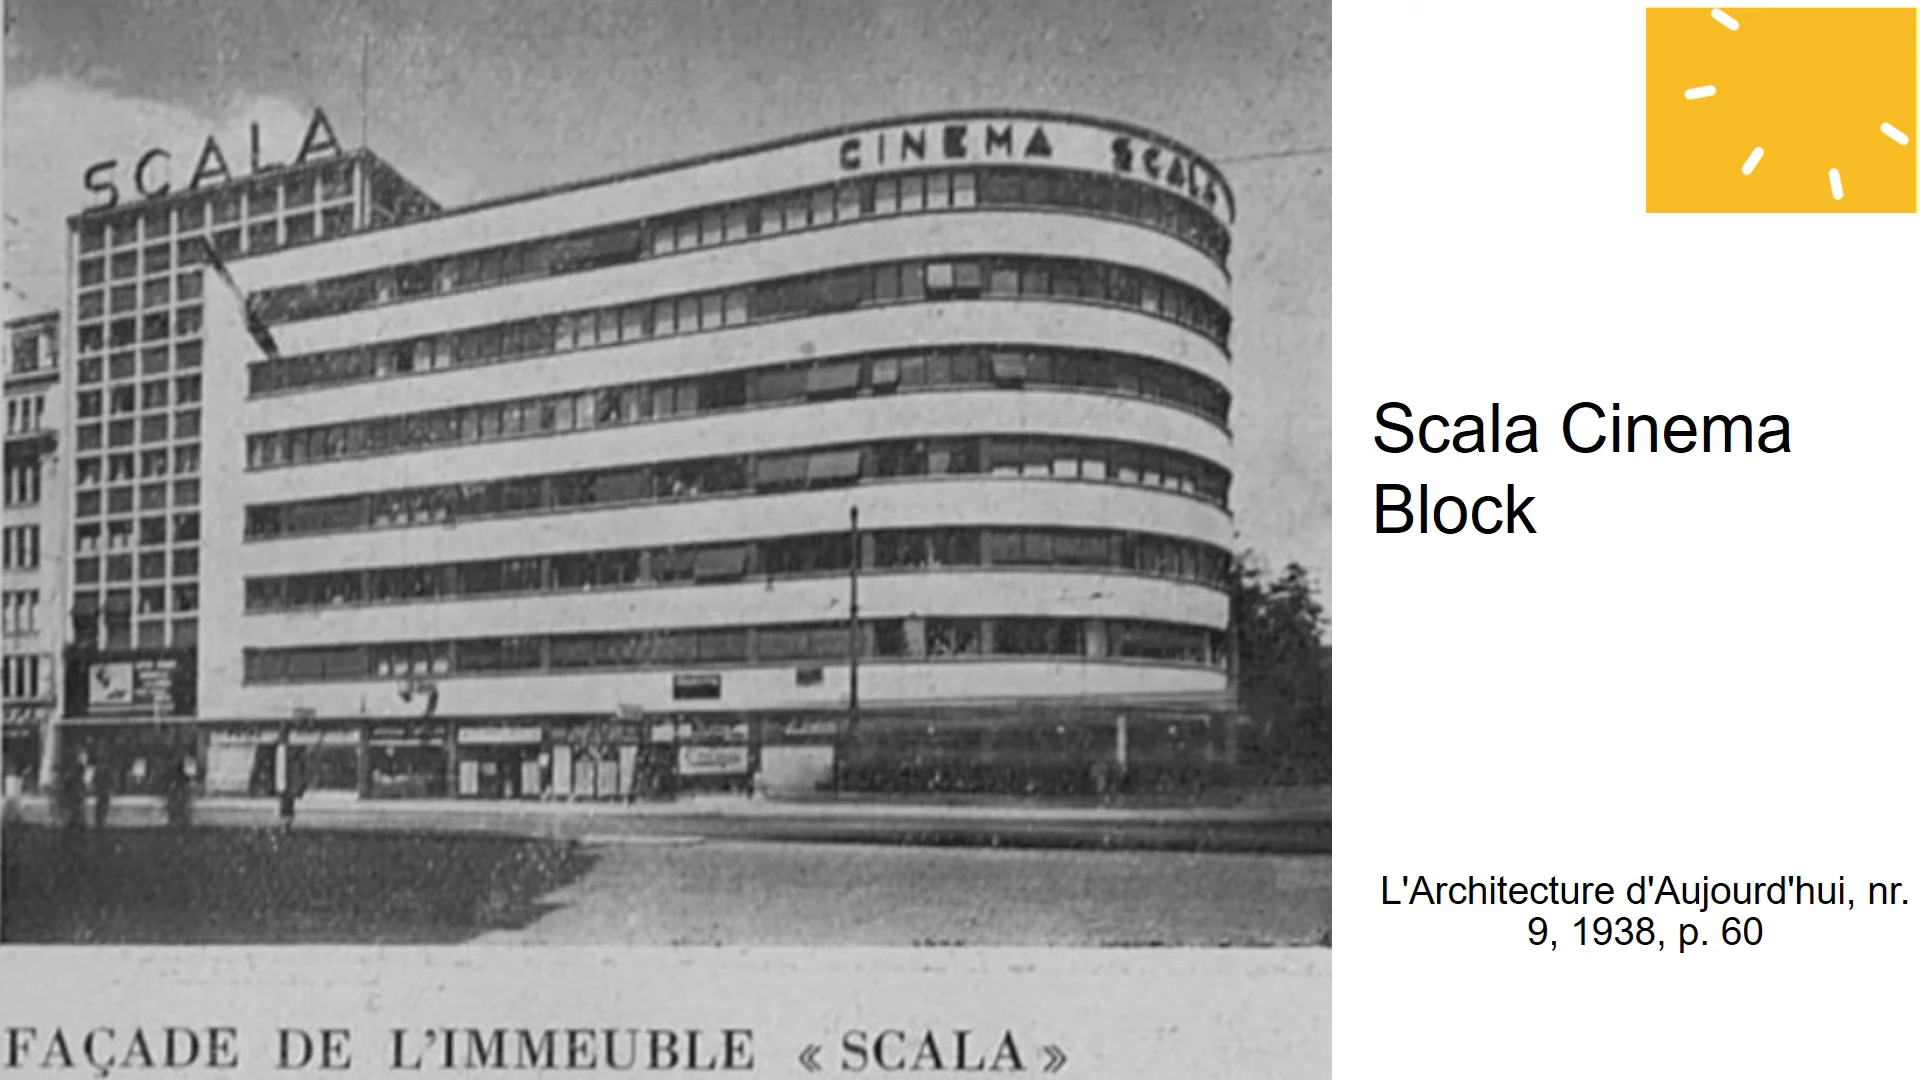 SCALA
CINEMA SCALA
FAÇADE DE L'IMMEUBLE « SCALA »
Scala Cinema
Block
L'Architecture d'Aujourd'hui, nr.
9, 1938, p. 60